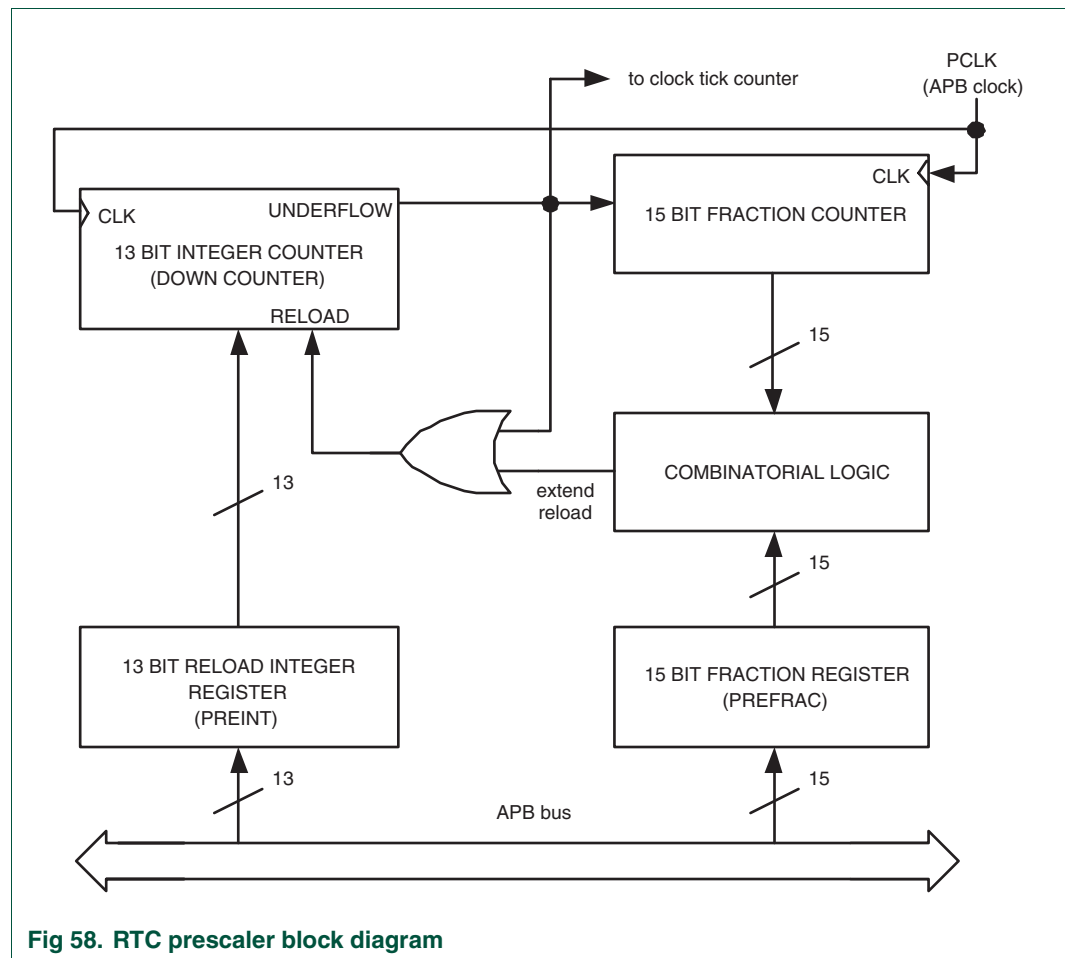 PCLK
(APB clock)
to clock tick counter
CLK
UNDERFLOW
13 BIT INTEGER COUNTER
(DOWN COUNTER)
RELOAD
CLK
15 BIT FRACTION COUNTER
15
COMBINATORIAL LOGIC
extend
reload
13
15
13 BIT RELOAD INTEGER
REGISTER
(PREINT)
15 BIT FRACTION REGISTER
(PREFRAC)
13
15
APB bus
Fig 58. RTC prescaler block diagram